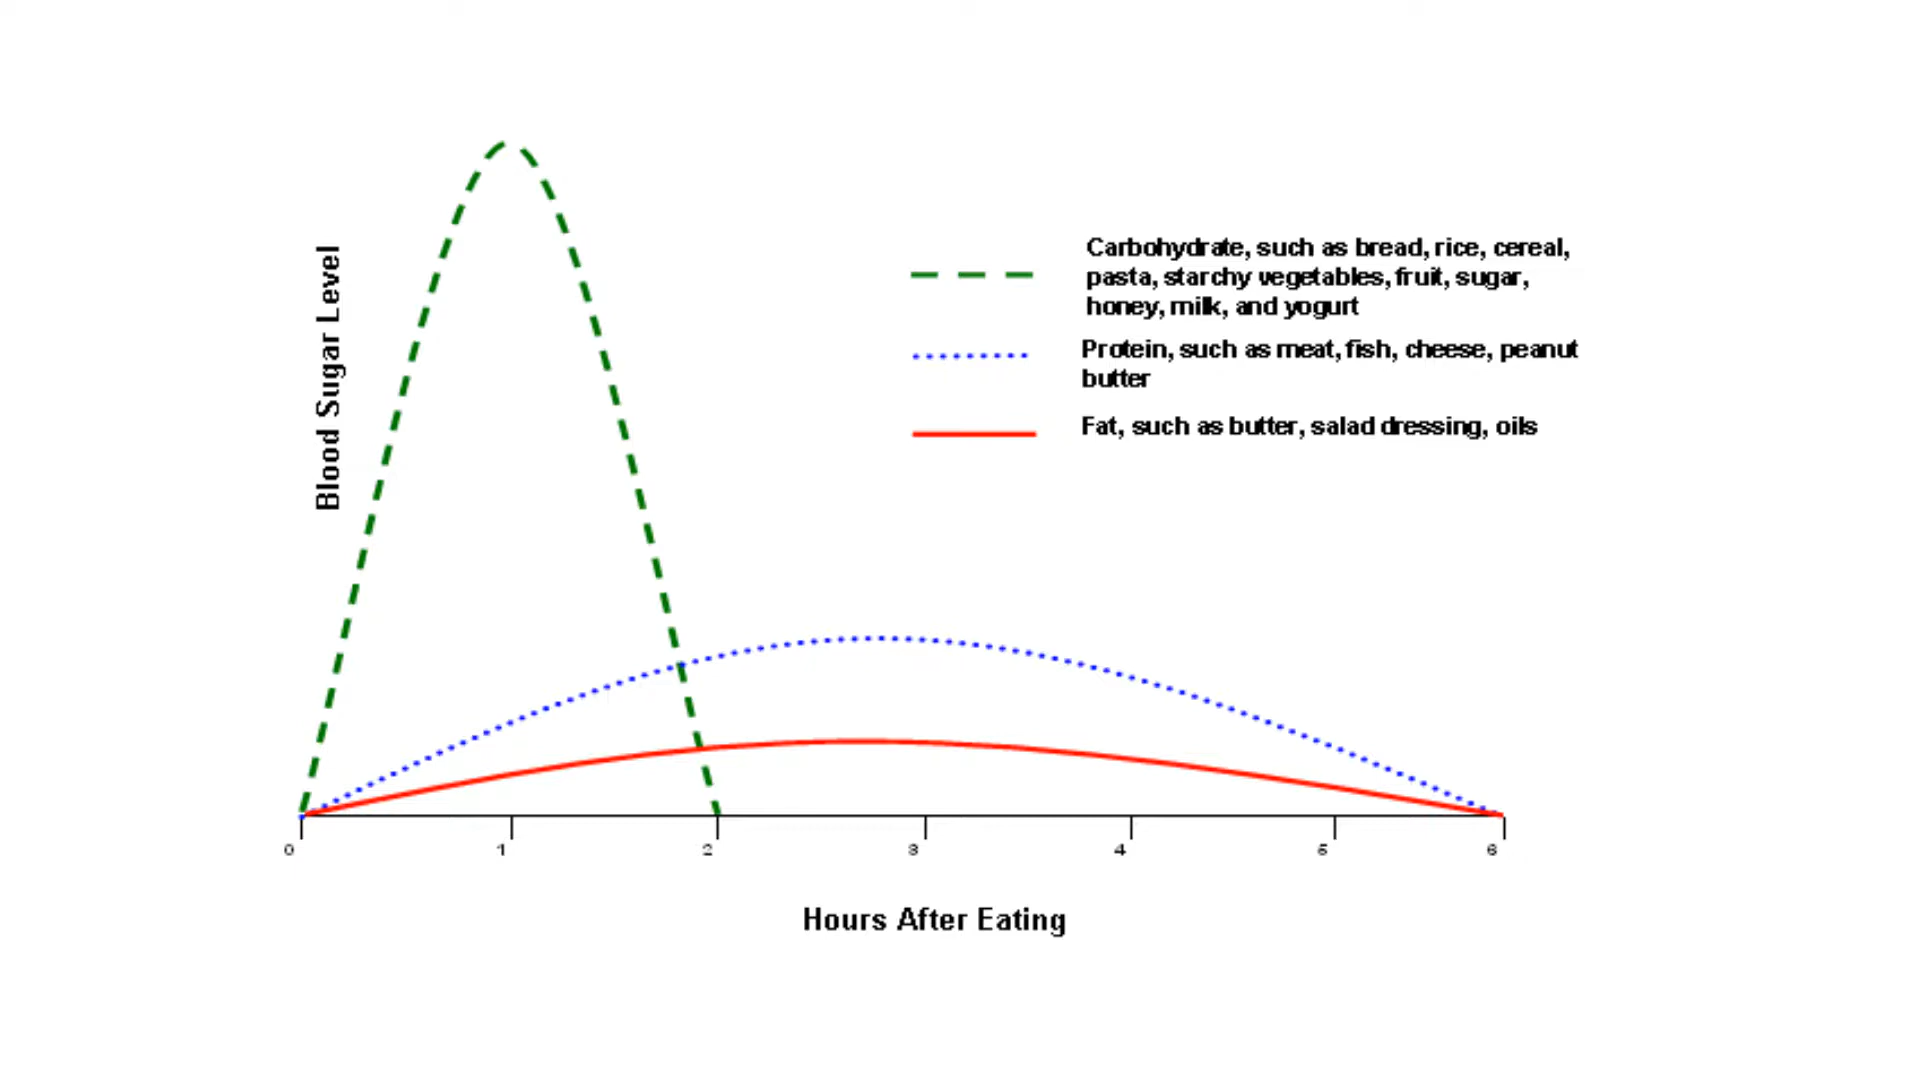 Blood Sugar Level
Carbohydrate, such as bread, rice, cereal,
pasta, starchy vegetables, fruit, sugar,
honey, milk, and yogurt
Protein, such as meat, fish, cheese, peanut
butter
Fat, such as butter, salad dressing, oils
0 1 2 3 4 5 6
Hours After Eating